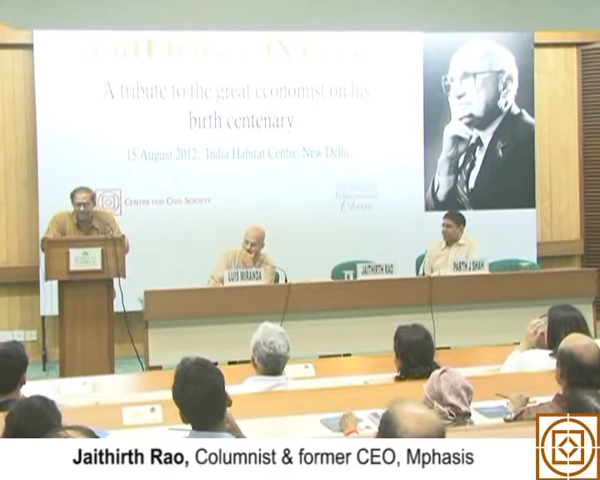 A tribute to the great economist on his
birth centenary
15 August 2012, India Habitat Centre, New Delhi
CENTRE FOR CIVIL SOCIETY
LUIS MIRANDA
JAITHIRTH RAO
PARTH J SHAH
Jaithirth Rao, Columnist & former CEO, Mphasis